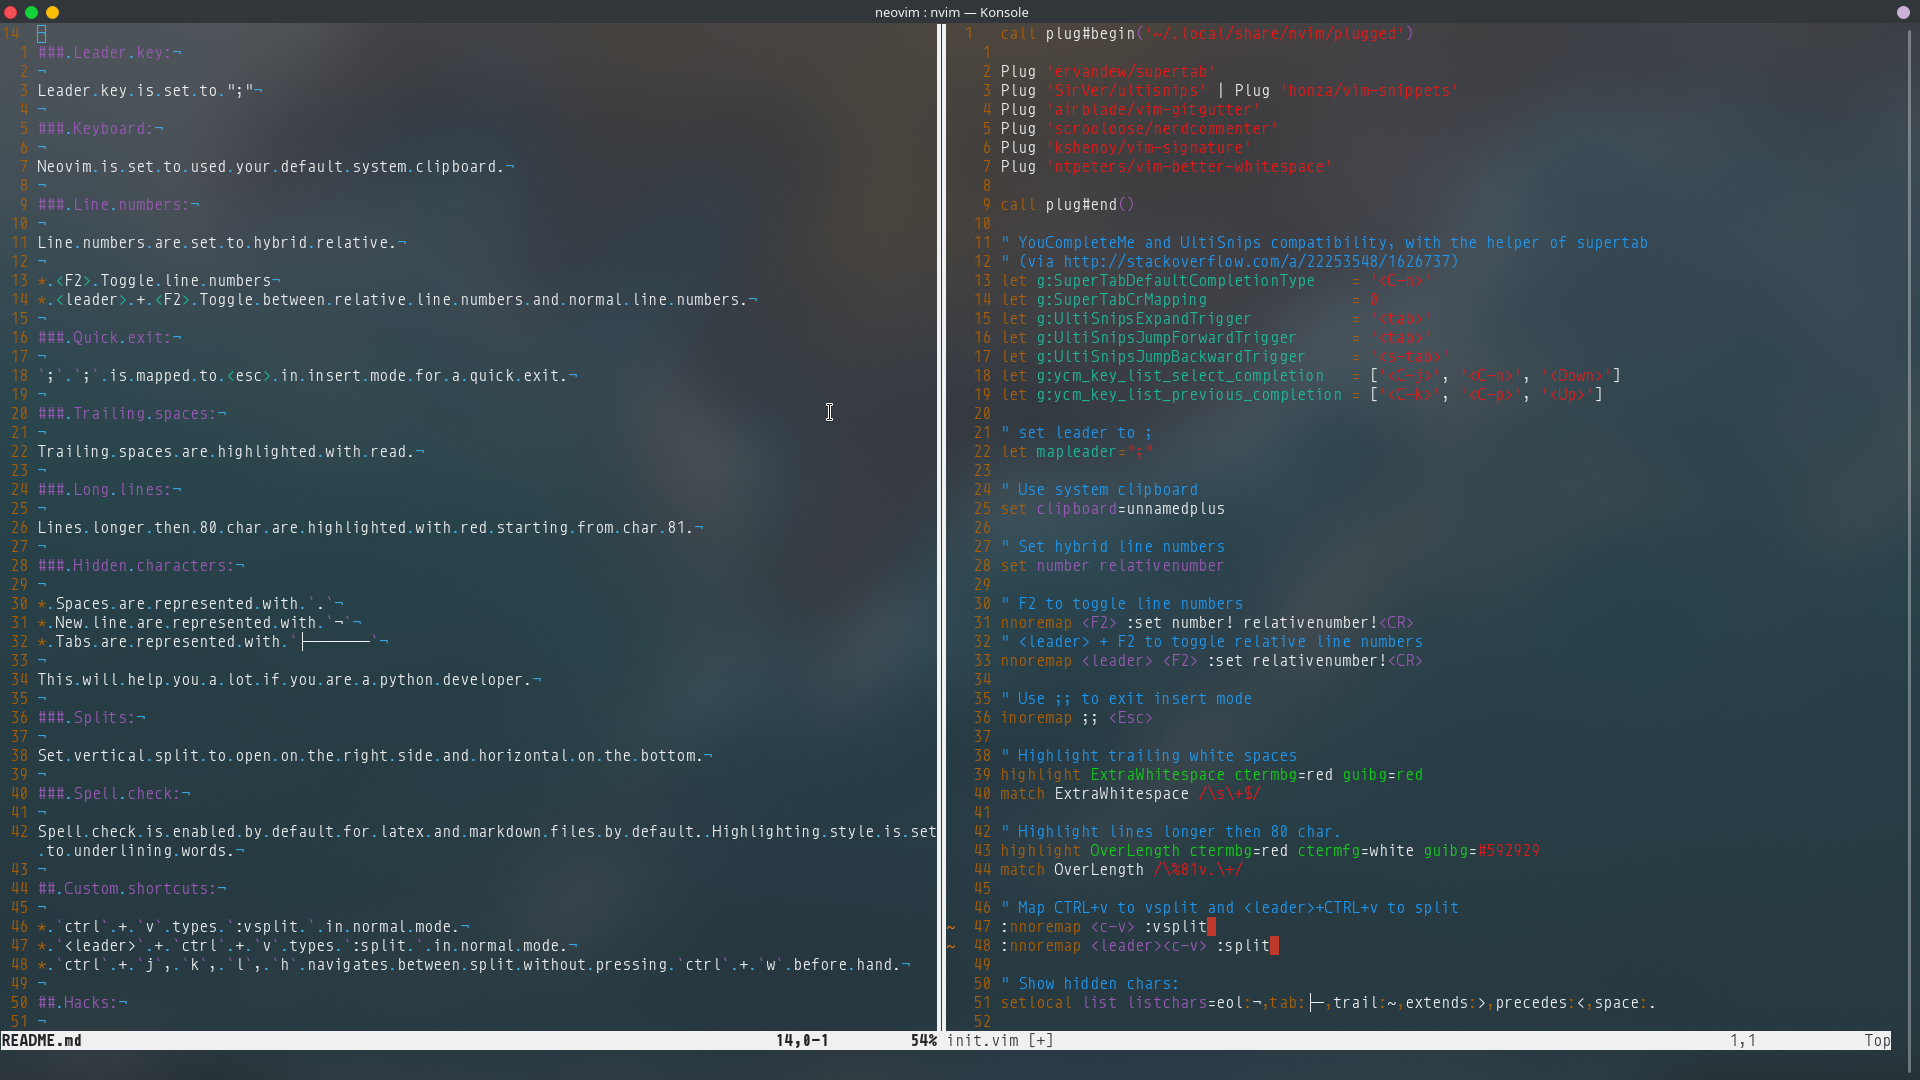 neovim : nvim — Konsole
14 ¬
1 ###.Leader.key:¬
2 ¬
3 Leader.key.is.set.to.";"¬
4 ¬
5 ###.Keyboard:¬
6 ¬
7 Neovim.is.set.to.used.your.default.system.clipboard.¬
8 ¬
9 ###.Line.numbers:¬
10 ¬
11 Line.numbers.are.set.to.hybrid.relative.¬
12 ¬
13 *.<F2>.Toggle.line.numbers¬
14 *.<leader>.+.<F2>.Toggle.between.relative.line.numbers.and.normal.line.numbers.¬
15 ¬
16 ###.Quick.exit:¬
17 ¬
18 `;`.`;`.is.mapped.to.<esc>.in.insert.mode.for.a.quick.exit.¬
19 ¬
20 ###.Trailing.spaces:¬
21 ¬
22 Trailing.spaces.are.highlighted.with.read.¬
23 ¬
24 ###.Long.lines:¬
25 ¬
26 Lines.longer.then.80.char.are.highlighted.with.red.starting.from.char.81.¬
27 ¬
28 ###.Hidden.characters:¬
29 ¬
30 *.Spaces.are.represented.with.`.`¬
31 *.New.line.are.represented.with.`¬`¬
32 *.Tabs.are.represented.with.`├───────`¬
33 ¬
34 This.will.help.you.a.lot.if.you.are.a.python.developer.¬
35 ¬
36 ###.Splits:¬
37 ¬
38 Set.vertical.split.to.open.on.the.right.side.and.horizontal.on.the.bottom.¬
39 ¬
40 ###.Spell.check:¬
41 ¬
42 Spell.check.is.enabled.by.default.for.latex.and.markdown.files.by.default..Highlighting.style.is.set
.to.underlining.words.¬
43 ¬
44 ##.Custom.shortcuts:¬
45 ¬
46 *.`ctrl`.+.`v`.types.`:vsplit.`.in.normal.mode.¬
47 *.`<leader>`.+.`ctrl`.+.`v`.types.`:split.`.in.normal.mode.¬
48 *.`ctrl`.+.`j`,.`k`,.`l`,.`h`.navigates.between.split.without.pressing.`ctrl`.+.`w`.before.hand.¬
49 ¬
50 ##.Hacks:¬
51 ¬
README.md 14,0-1 54%
1 call plug#begin('~/.local/share/nvim/plugged')
1
2 Plug 'ervandew/supertab'
3 Plug 'SirVer/ultisnips' | Plug 'honza/vim-snippets'
4 Plug 'airblade/vim-gitgutter'
5 Plug 'scrooloose/nerdcommenter'
6 Plug 'kshenoy/vim-signature'
7 Plug 'ntpeters/vim-better-whitespace'
8
9 call plug#end()
10
11 " YouCompleteMe and UltiSnips compatibility, with the helper of supertab
12 " (via http://stackoverflow.com/a/22253548/1626737)
13 let g:SuperTabDefaultCompletionType    = '<C-n>'
14 let g:SuperTabCrMapping                = 0
15 let g:UltiSnipsExpandTrigger           = '<tab>'
16 let g:UltiSnipsJumpForwardTrigger      = '<tab>'
17 let g:UltiSnipsJumpBackwardTrigger     = '<s-tab>'
18 let g:ycm_key_list_select_completion   = ['<C-j>', '<C-n>', '<Down>']
19 let g:ycm_key_list_previous_completion = ['<C-k>', '<C-p>', '<Up>']
20
21 " set leader to ;
22 let mapleader=";"
23
24 " Use system clipboard
25 set clipboard=unnamedplus
26
27 " Set hybrid line numbers
28 set number relativenumber
29
30 " F2 to toggle line numbers
31 nnoremap <F2> :set number! relativenumber!<CR>
32 " <leader> + F2 to toggle relative line numbers
33 nnoremap <leader> <F2> :set relativenumber!<CR>
34
35 " Use ;; to exit insert mode
36 inoremap ;; <Esc>
37
38 " Highlight trailing white spaces
39 highlight ExtraWhitespace ctermbg=red guibg=red
40 match ExtraWhitespace /\s\+$/
41
42 " Highlight lines longer then 80 char.
43 highlight OverLength ctermbg=red ctermfg=white guibg=#592929
44 match OverLength /\%81v.\+/
45
46 " Map CTRL+v to vsplit and <leader>+CTRL+v to split
~ 47 :nnoremap <c-v> :vsplit
~ 48 :nnoremap <leader><c-v> :split
49
50 " Show hidden chars:
51 setlocal list listchars=eol:¬,tab:├─,trail:~,extends:>,precedes:<,space:.
52
init.vim [+] 1,1 Top